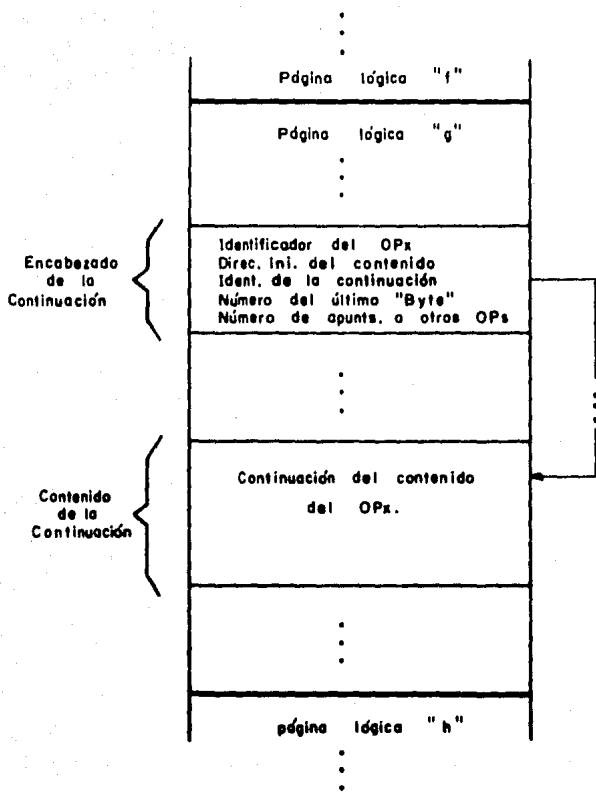 Página lógica "f"
Página lógica "g"
Encabezado
de la
Continuación
Identificador del OPx
Direc. ini. del contenido
Ident. de la continuación
Número del último "Byte"
Número de apunts. a otros OPs
Contenido
de la
Continuación
Continuación del contenido
del OPx.
página lógica "h"